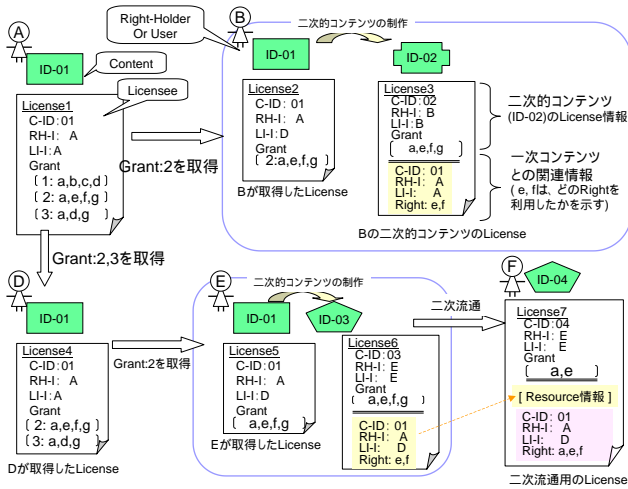 A
ID-01
Content
Licensee
License1
C-ID:01
RH-I: A
LI-I: A
Grant
1: a,b,c,d
2: a,e,f,g
3: a,d,g
Right-Holder
Or User
B
二次的コンテンツの制作
ID-01
ID-02
License2
C-ID: 01
RH-I: A
LI-I:D
Grant
2:a,e,f,g
Bが取得したLicense
License3
C-ID:02
RH-I: B
LI-I:B
Grant
a,e,f,g
C-ID: 01
RH-I: A
LI-I: A
Right: e,f
Bの二次的コンテンツのLicense
二次的コンテンツ
(ID-02)のLicense情報
一次コンテンツ
との関連情報
( e, fは、どのRightを
利用したかを示す)
Grant:2を取得
Grant:2,3を取得
D
ID-01
License4
C-ID:01
RH-I: A
LI-I:A
Grant
2: a,e,f,g
3: a,d,g
Dが取得したLicense
Grant:2を取得
E
二次的コンテンツの制作
ID-01
ID-03
License5
C-ID:01
RH-I: A
LI-I:D
Grant
a,e,f,g
Eが取得したLicense
License6
C-ID:03
RH-I: E
LI-I: E
Grant
a,e,f,g
C-ID: 01
RH-I: A
LI-I: D
Right: e,f
二次流通
F
ID-04
License7
C-ID:04
RH-I: E
LI-I: E
Grant
a,e
[ Resource情報 ]
C-ID: 01
RH-I: A
LI-I: D
Right: a,e,f
二次流通用のLicense